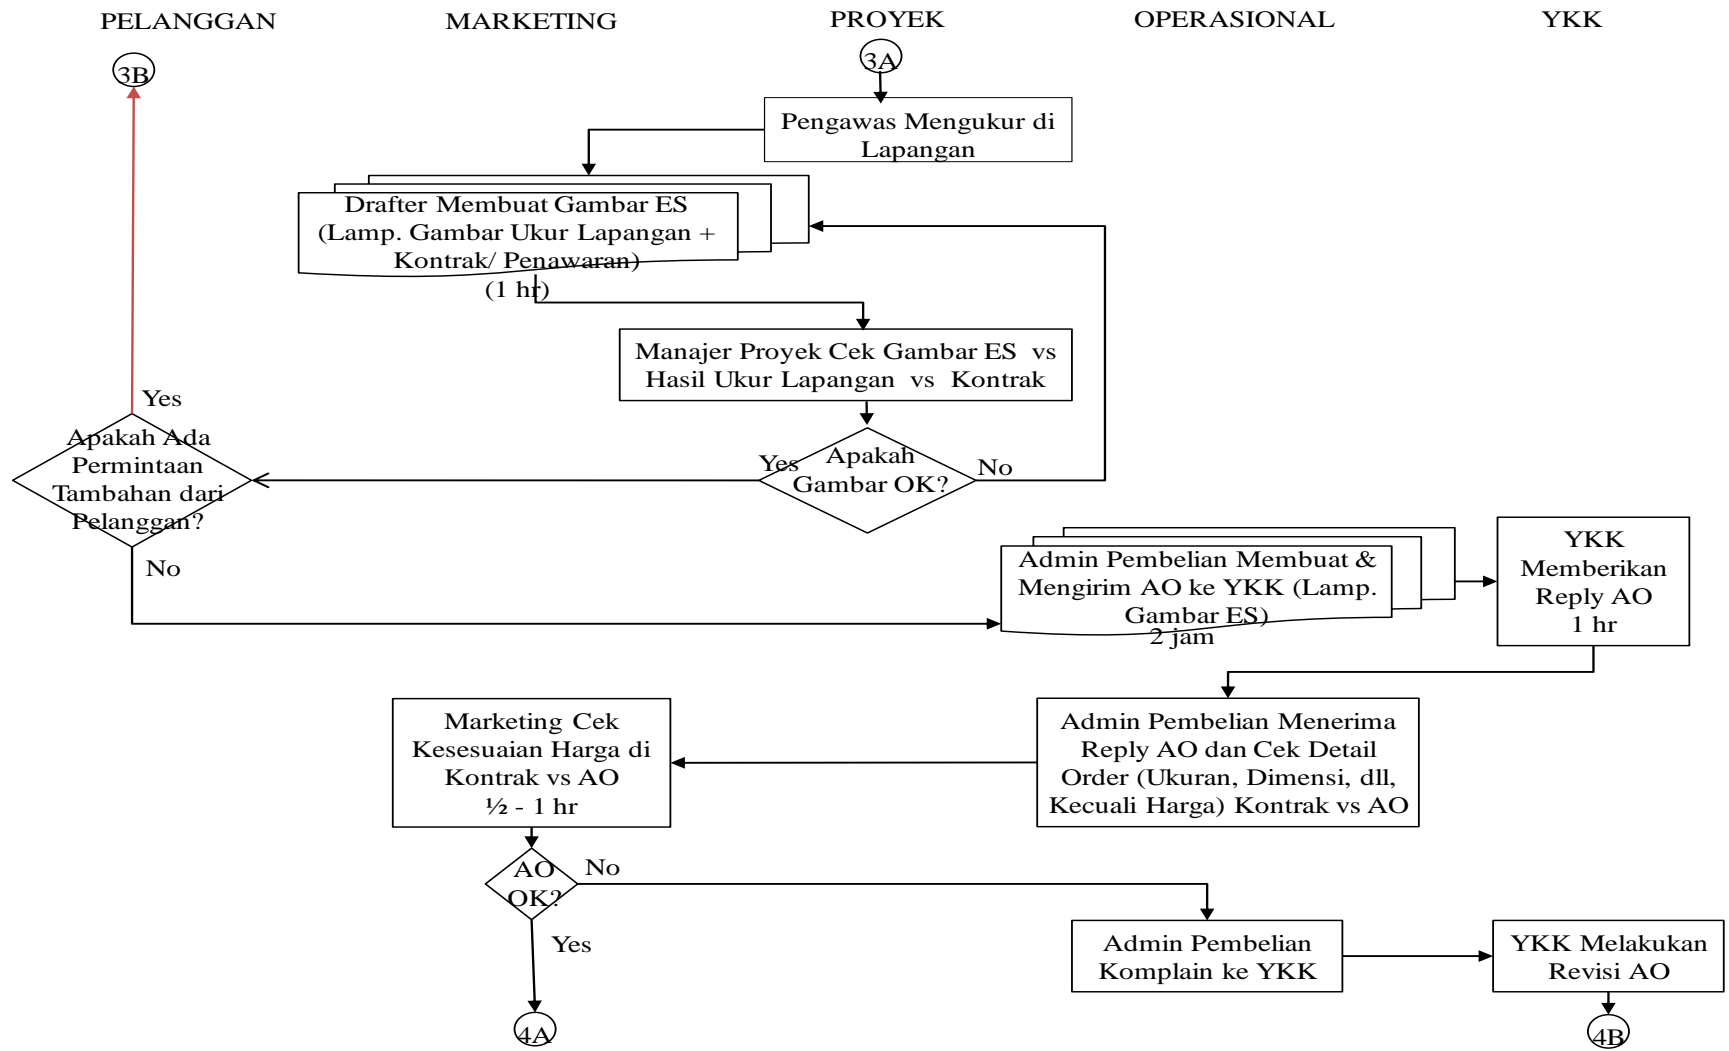 PELANGGAN
MARKETING
PROYEK
OPERASIONAL
YKK
3B
3A
Pengawas Mengukur di
Lapangan
Drafter Membuat Gambar ES
(Lamp. Gambar Ukur Lapangan +
Kontrak/ Penawaran)
(1 hr)
Manajer Proyek Cek Gambar ES vs
Hasil Ukur Lapangan vs Kontrak
Yes
Apakah Ada
Permintaan
Tambahan dari
Pelanggan?
Yes
Apakah
Gambar OK?
No
No
Admin Pembelian Membuat &
Mengirim AO ke YKK (Lamp.
Gambar ES)
2 jam
YKK
Memberikan
Reply AO
1 hr
Marketing Cek
Kesesuaian Harga di
Kontrak vs AO
½ - 1 hr
Admin Pembelian Menerima
Reply AO dan Cek Detail
Order (Ukuran, Dimensi, dll,
Kecuali Harga) Kontrak vs AO
AO
OK?
No
Yes
Admin Pembelian
Komplain ke YKK
YKK Melakukan
Revisi AO
4A
4B